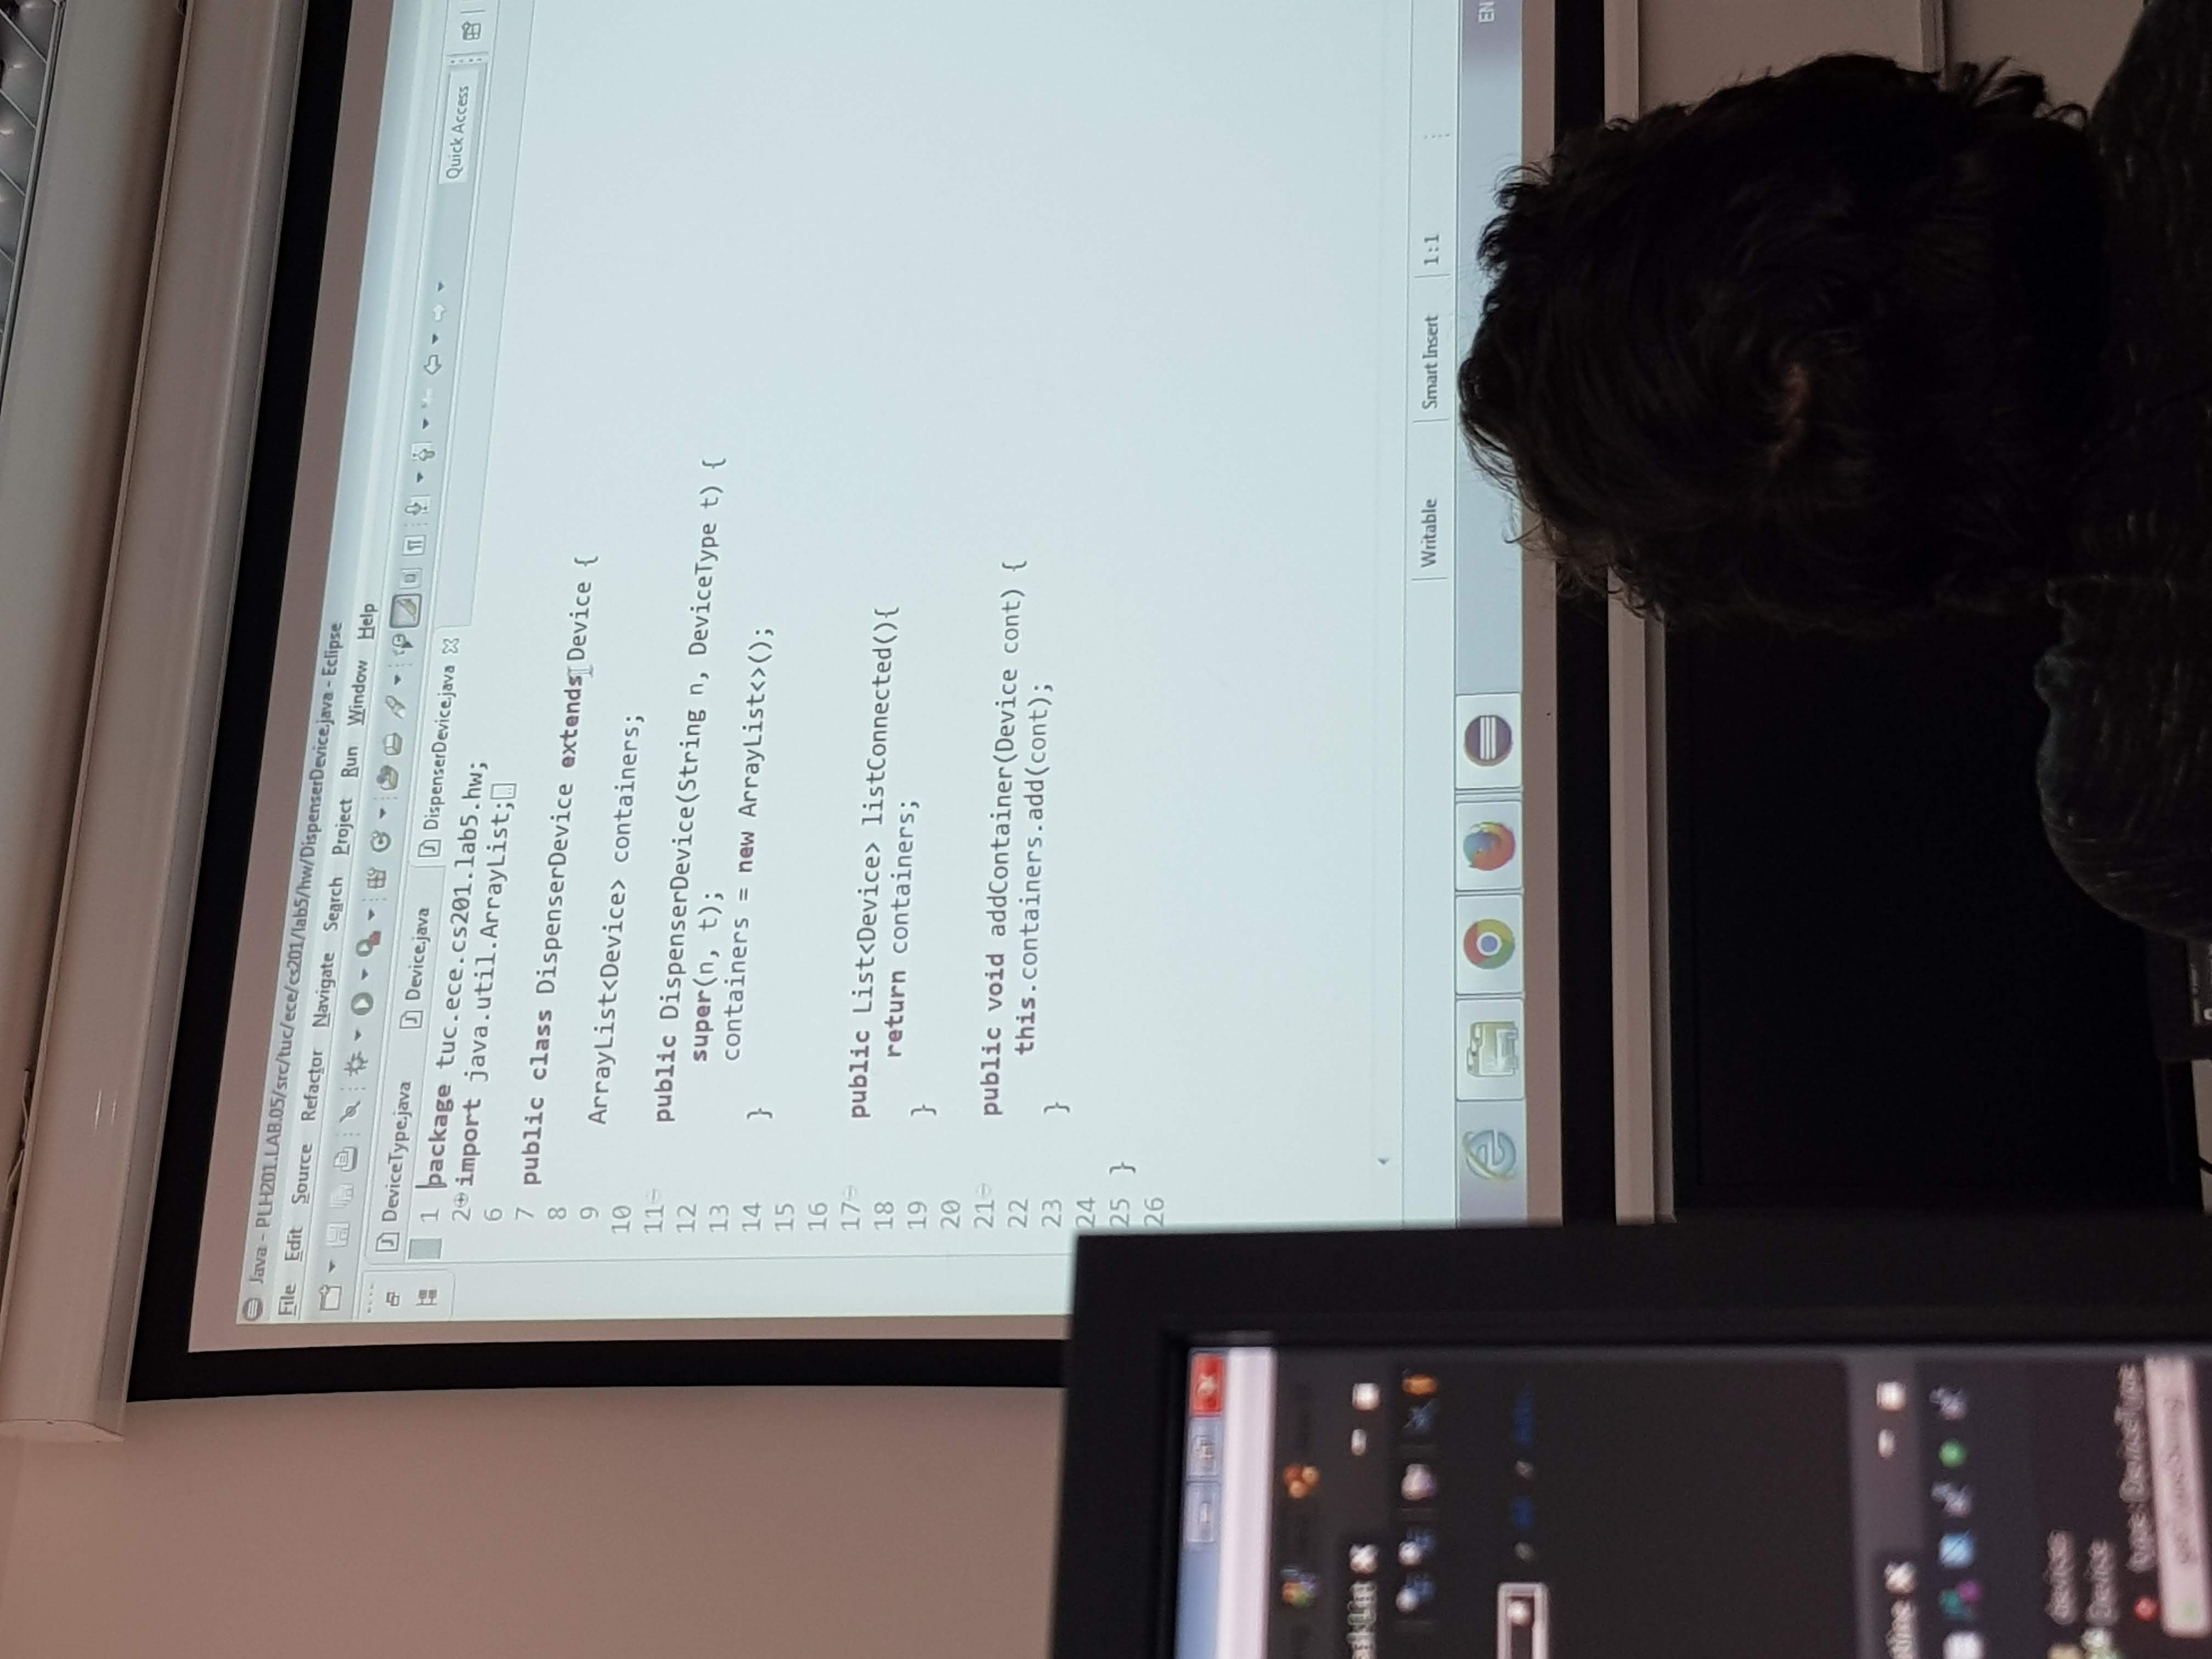 Java - PLH201.LAB.05/src/tuc/ece/cs201/lab5/hw/DispenserDevice.java - Eclipse
File Edit Source Refactor Navigate Search Project Run Window Help
Quick Access
DeviceType.java Device.java DispenserDevice.java
1 package tuc.ece.cs201.lab5.hw;
2 import java.util.ArrayList;
6
7 public class DispenserDevice extends Device {
8
9 ArrayList<Device> containers;
10
11 public DispenserDevice(String n, DeviceType t) {
12 super(n, t);
13 containers = new ArrayList<>();
14 }
15
16
17 public List<Device> listConnected(){
18 return containers;
19 }
20
21 public void addContainer(Device cont) {
22 this.containers.add(cont);
23 }
24
25 }
26
Writable Smart Insert 1:1
EN
devices
Device
type: DeviceType